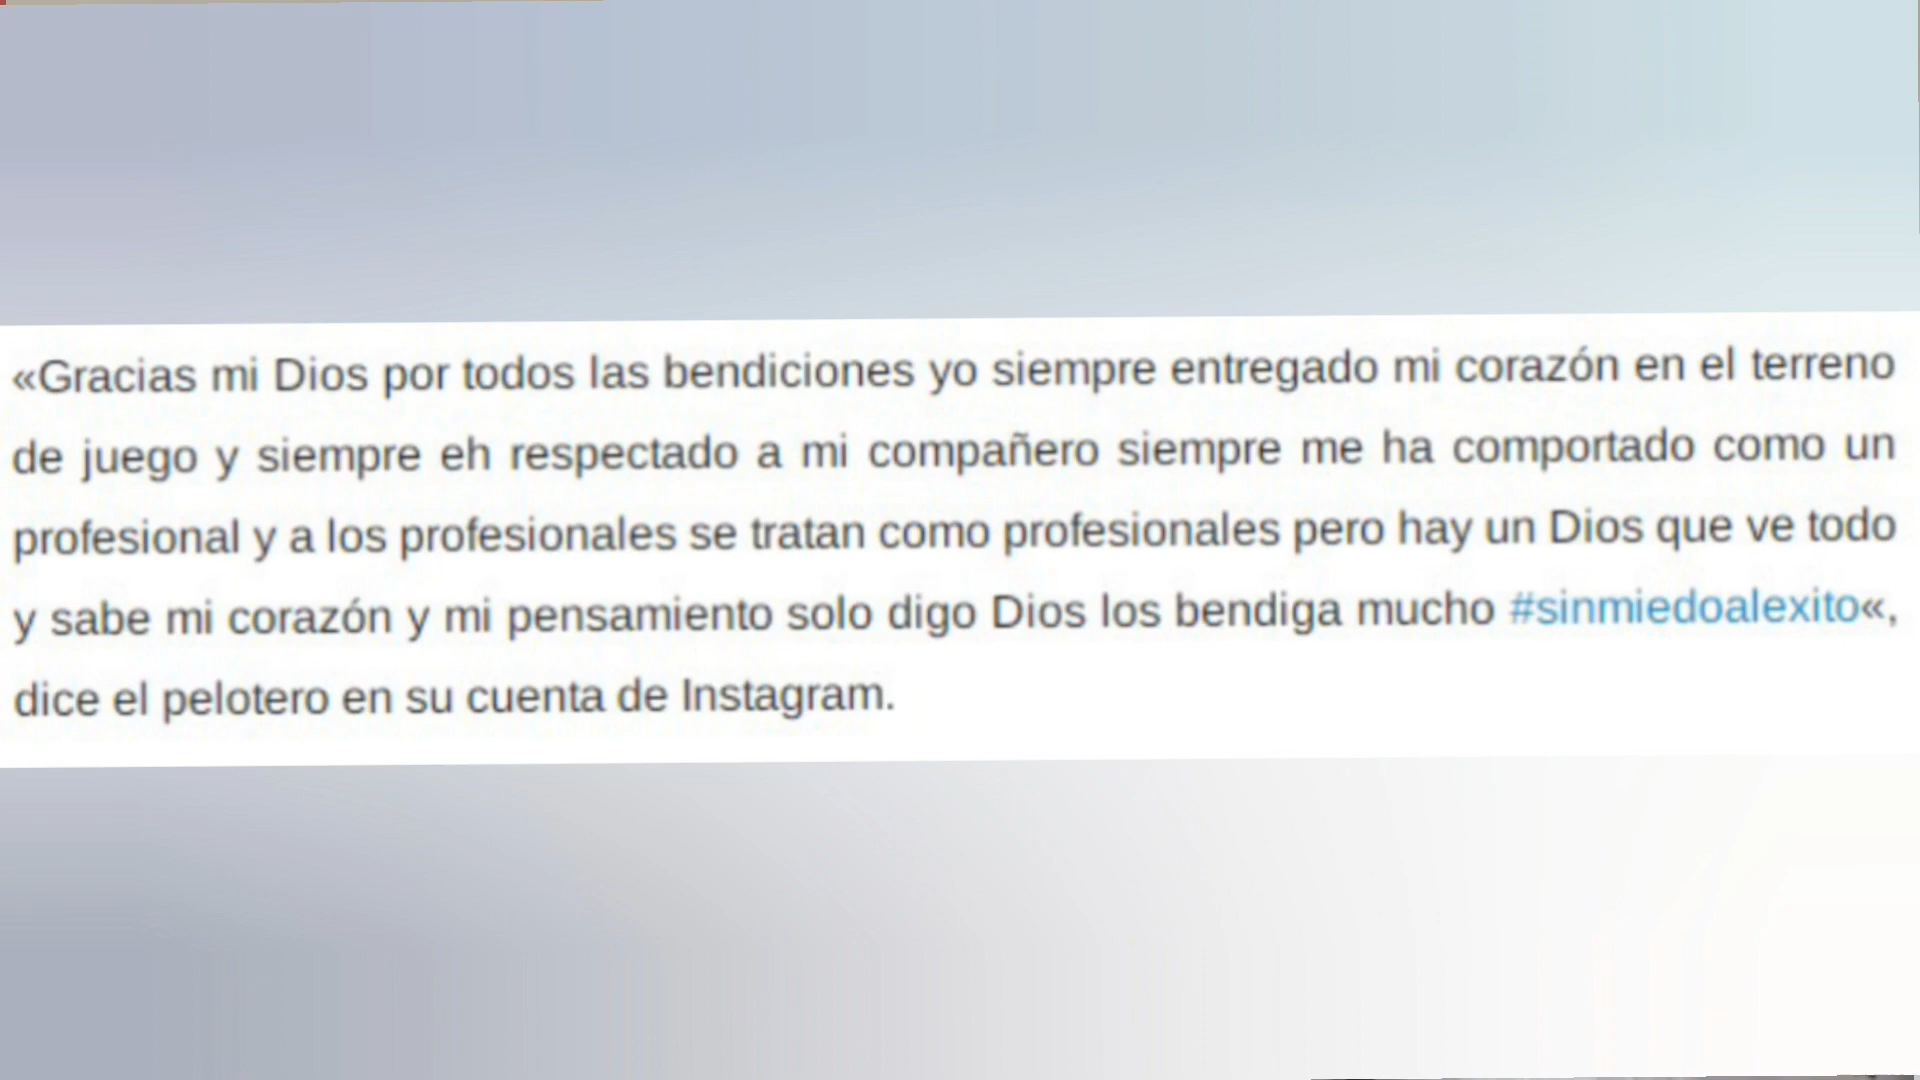 «Gracias mi Dios por todos las bendiciones yo siempre entregado mi corazón en el terreno
de juego y siempre eh respectado a mi compañero siempre me ha comportado como un
profesional y a los profesionales se tratan como profesionales pero hay un Dios que ve todo
y sabe mi corazón y mi pensamiento solo digo Dios los bendiga mucho #sinmiedoalexito«,
dice el pelotero en su cuenta de Instagram.